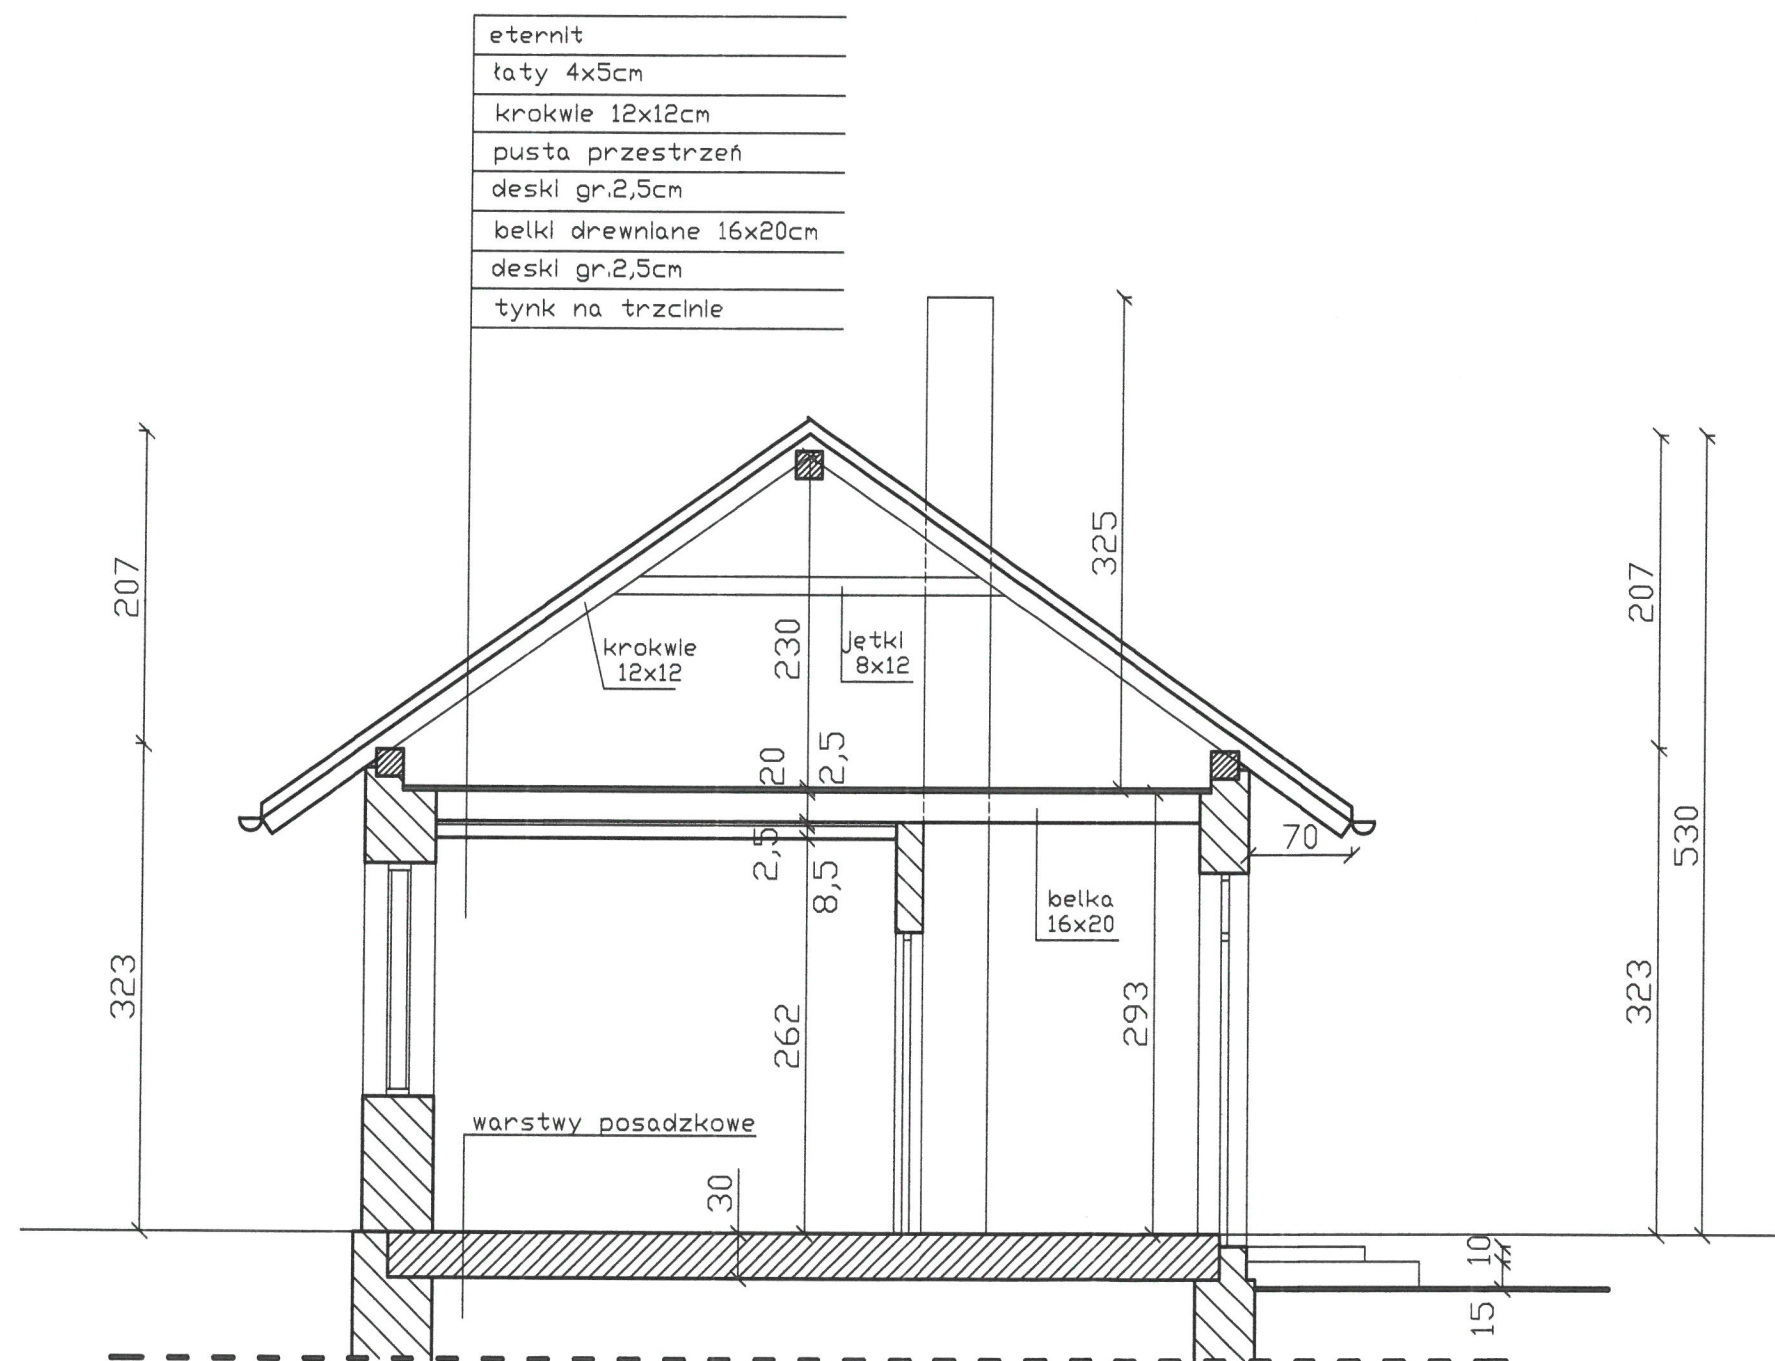 eternit
łaty 4x5cm
krokwie 12x12cm
pusta przestrzeń
deski gr.2,5cm
belki drewniane 16x20cm
deski gr.2,5cm
tynk na trzcinie
325
207
207
krokwie
12x12
230
jętki
8x12
20
2,5
2,5
8,5
70
530
belka
16x20
323
262
293
323
warstwy posadzkowe
30
10
15